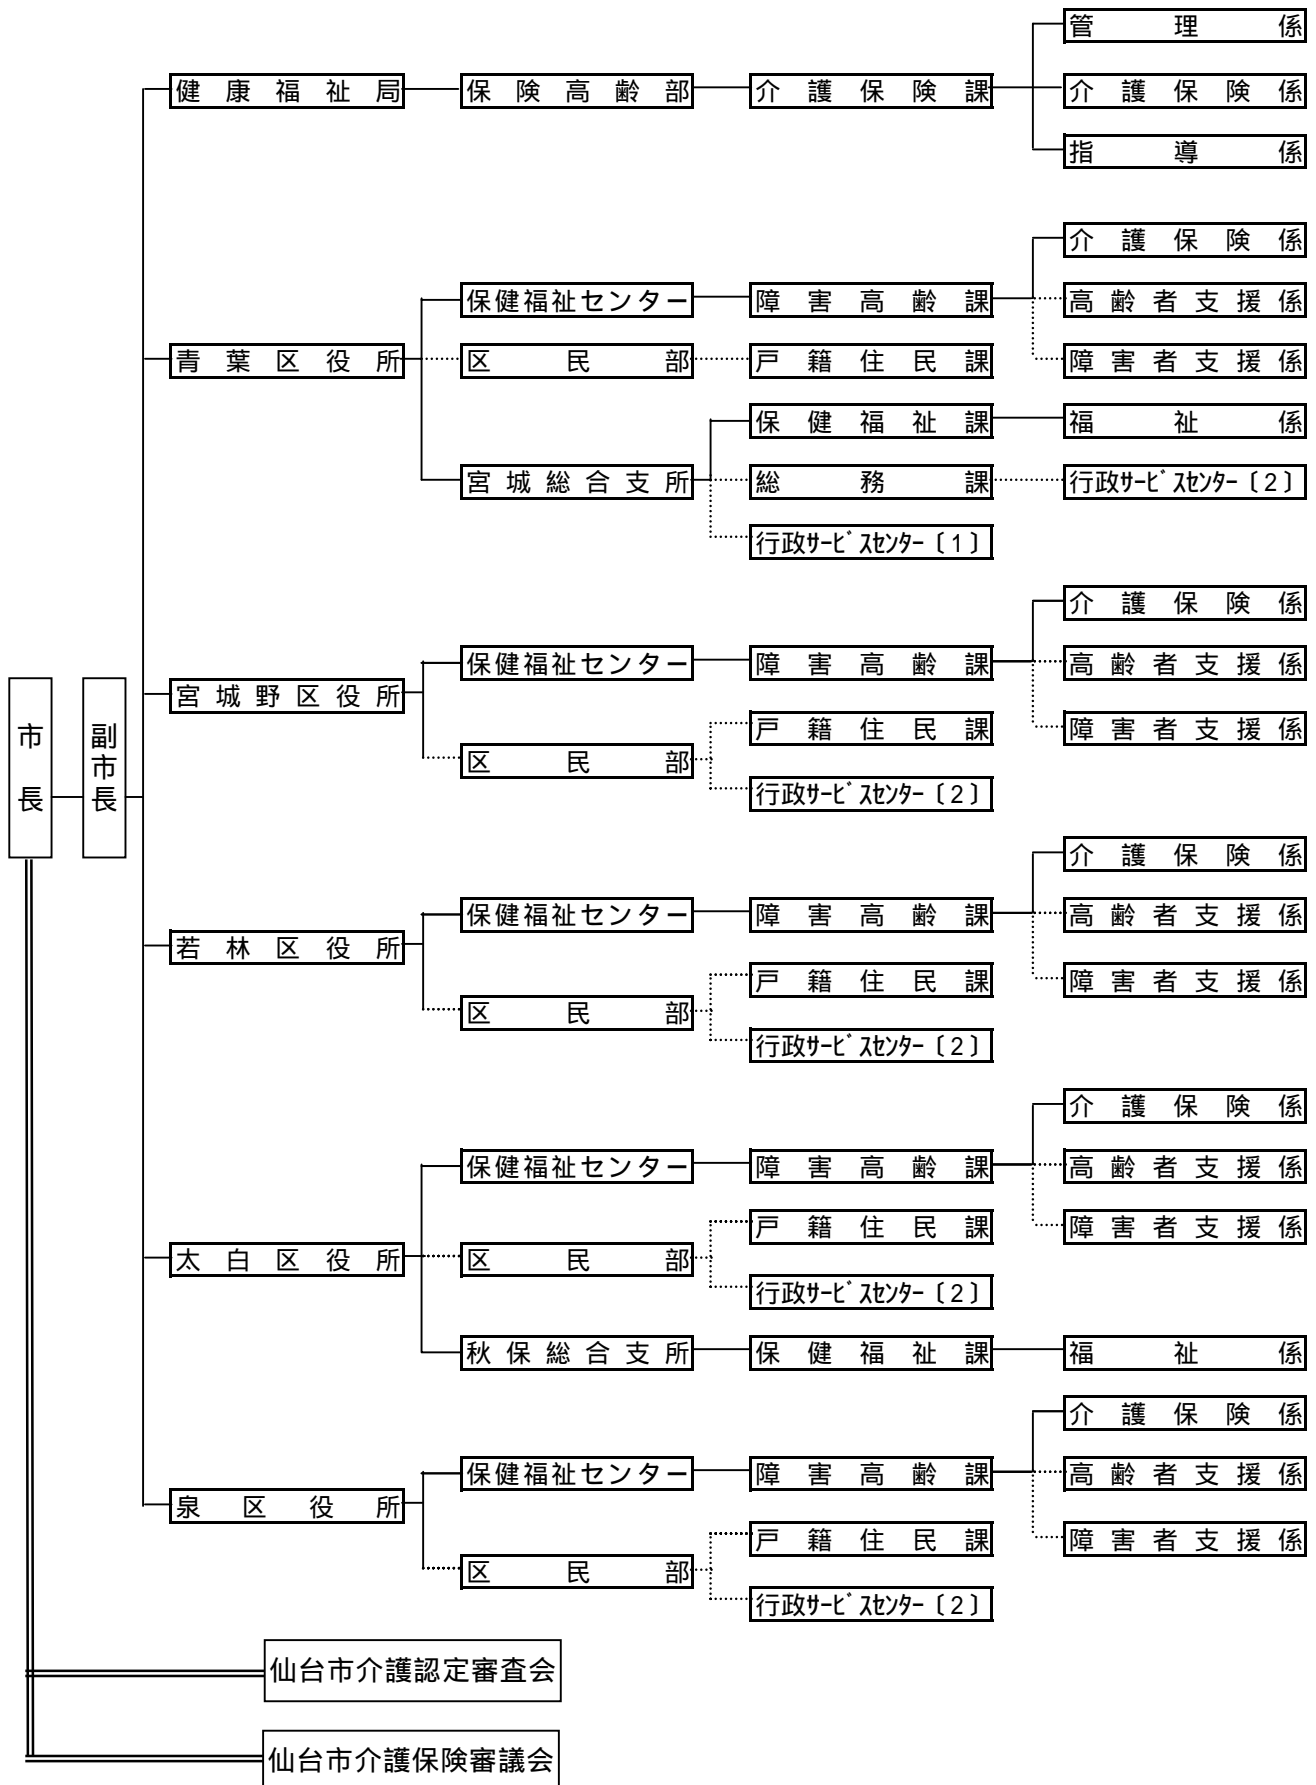 管理係
健康福祉局 保険高齢部 介護保険課 介護保険係
指導係
介護保険係
保健福祉センター 障害高齢課 高齢者支援係
青葉区役所 区民部 戸籍住民課 障害者支援係
保健福祉課 福祉係
宮城総合支所 総務課 行政ｻｰﾋﾞｽｾﾝﾀｰ〔2〕
行政ｻｰﾋﾞｽｾﾝﾀｰ〔1〕
介護保険係
保健福祉センター 障害高齢課 高齢者支援係
宮城野区役所
戸籍住民課 障害者支援係
区民部
行政ｻｰﾋﾞｽｾﾝﾀｰ〔2〕
市長
副市長
介護保険係
保健福祉センター 障害高齢課 高齢者支援係
若林区役所
戸籍住民課 障害者支援係
区民部
行政ｻｰﾋﾞｽｾﾝﾀｰ〔2〕
介護保険係
保健福祉センター 障害高齢課 高齢者支援係
戸籍住民課 障害者支援係
太白区役所 区民部
行政ｻｰﾋﾞｽｾﾝﾀｰ〔2〕
秋保総合支所 保健福祉課 福祉係
介護保険係
保健福祉センター 障害高齢課 高齢者支援係
泉区役所
戸籍住民課 障害者支援係
区民部
行政ｻｰﾋﾞｽｾﾝﾀｰ〔2〕
仙台市介護認定審査会
仙台市介護保険審議会